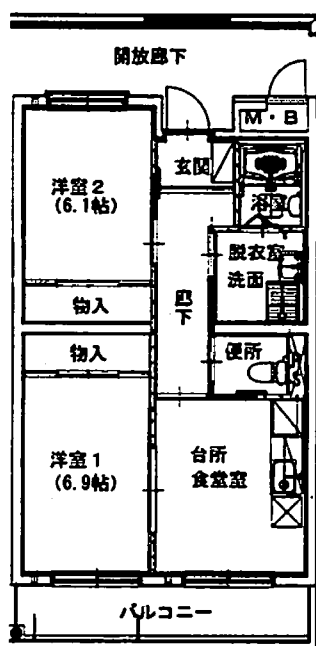 開放廊下
M・B
玄関
洋室2
(6.1帖)
浴室
脱衣室
洗面
廊下
物入
物入
便所
洋室1
(6.9帖)
台所
食堂室
バルコニー